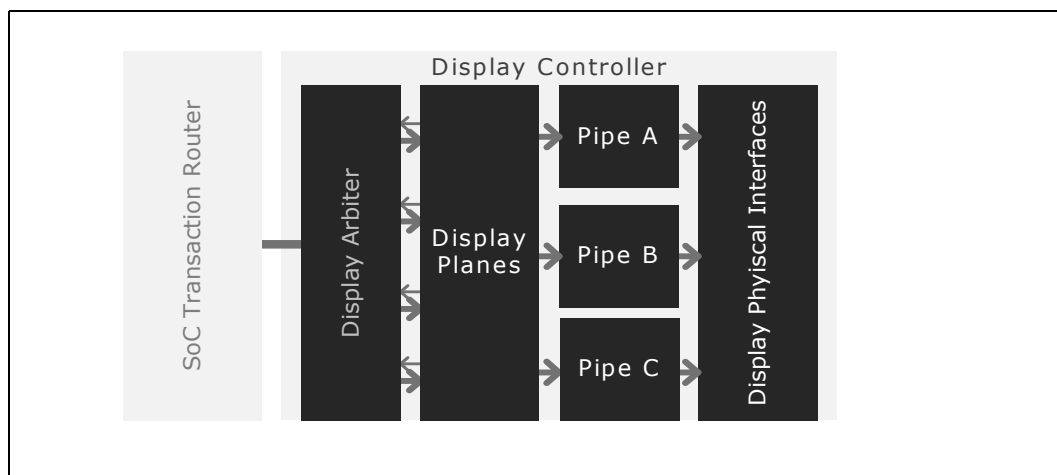 Display Controller
SoC Transaction Router
Display Arbiter
Display
Planes
Pipe A
Pipe B
Pipe C
Display Phyiscal Interfaces